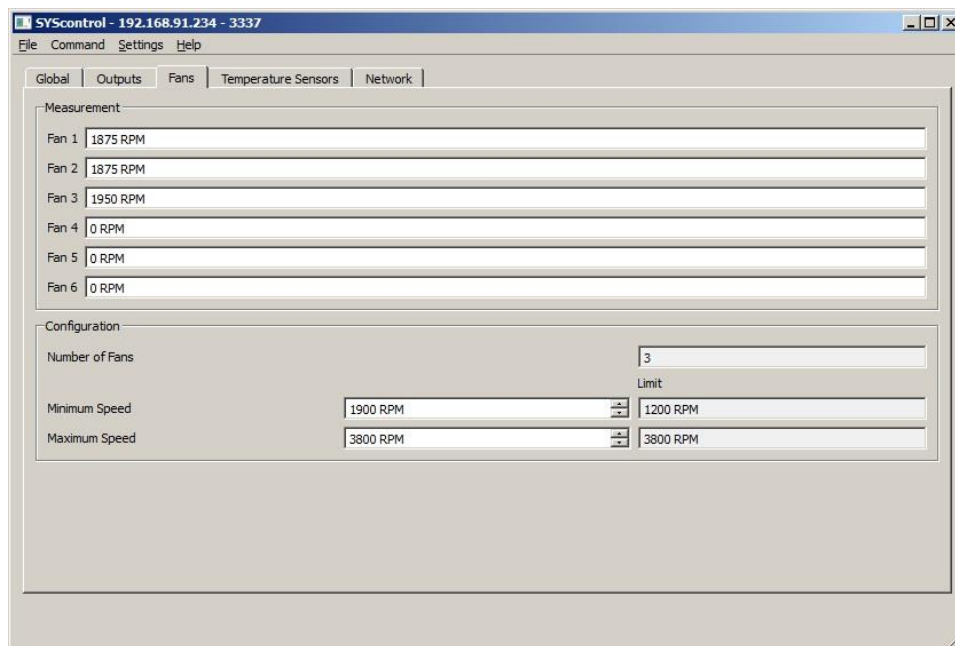 SYScontrol - 192.168.91.234 - 3337
File Command Settings Help
Global Outputs Fans Temperature Sensors Network
Measurement
Fan 1 1875 RPM
Fan 2 1875 RPM
Fan 3 1950 RPM
Fan 4 0 RPM
Fan 5 0 RPM
Fan 6 0 RPM
Configuration
Number of Fans 3
Limit
Minimum Speed 1900 RPM 1200 RPM
Maximum Speed 3800 RPM 3800 RPM